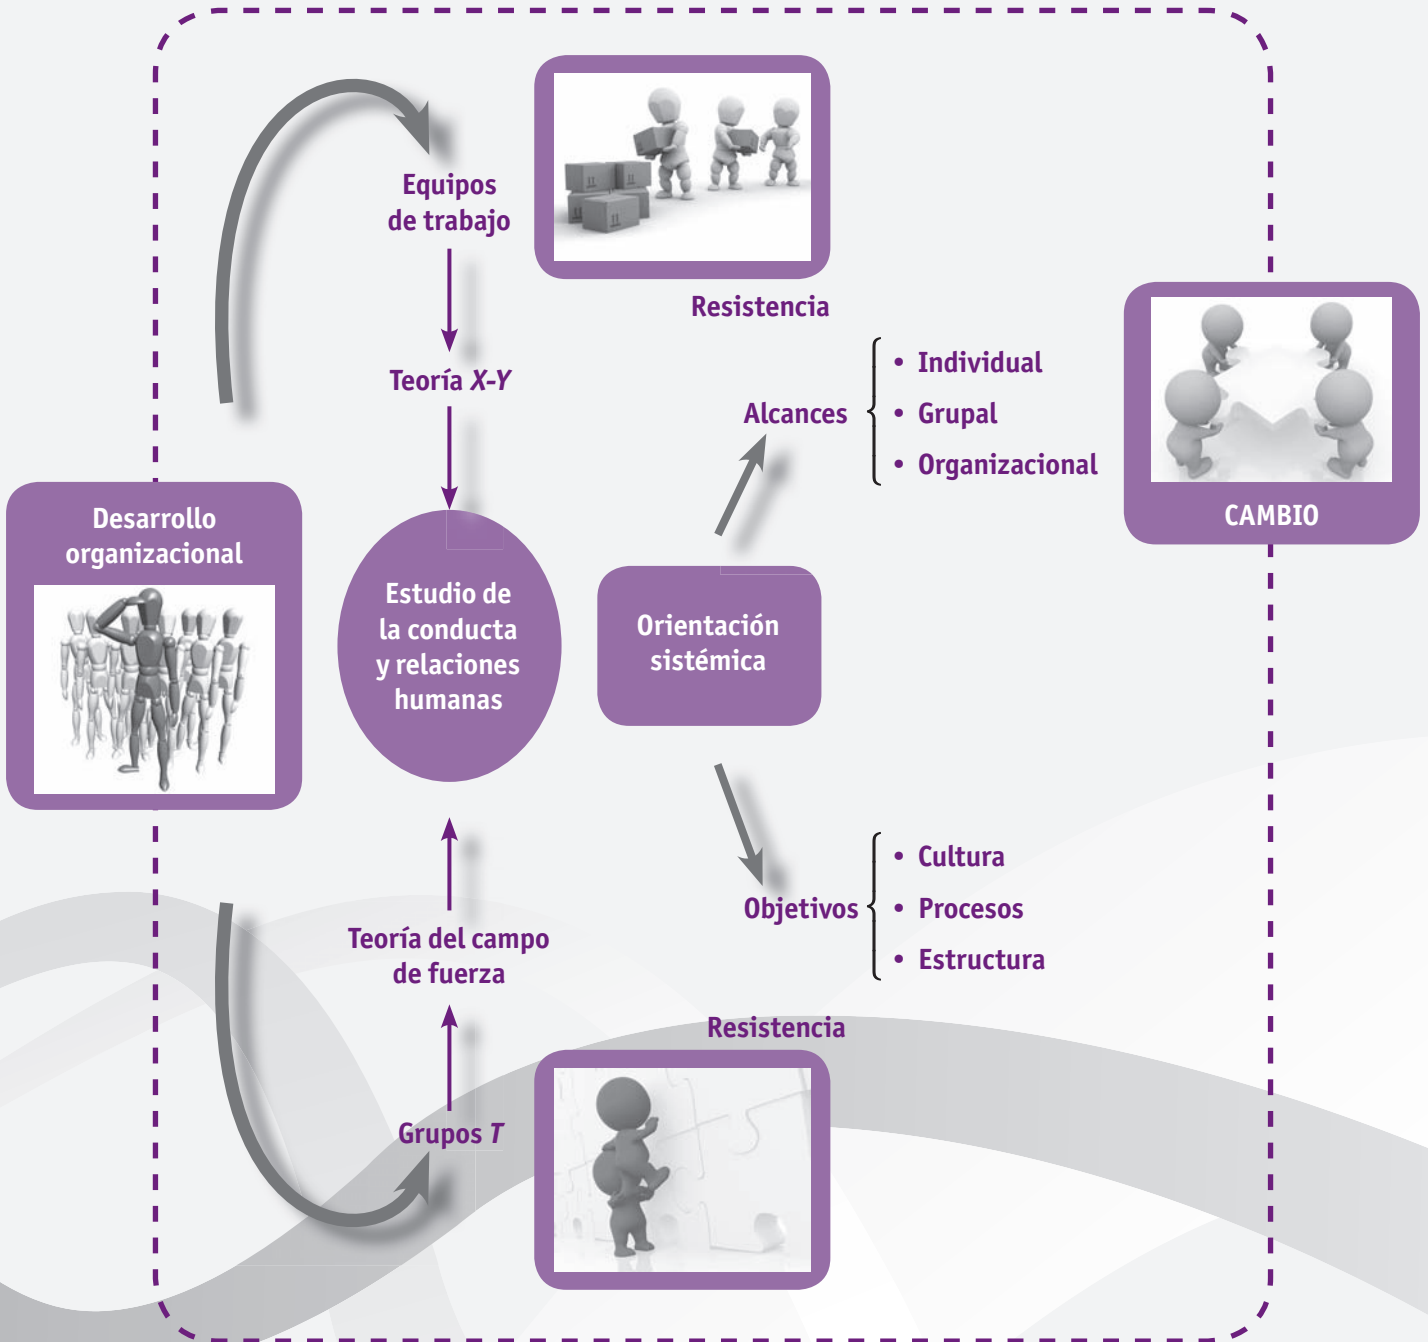 Equipos
de trabajo
Resistencia
Teoría X-Y
Alcances
• Individual
• Grupal
• Organizacional
CAMBIO
Desarrollo
organizacional
Estudio de
la conducta
y relaciones
humanas
Orientación
sistémica
Objetivos
• Cultura
• Procesos
• Estructura
Teoría del campo
de fuerza
Resistencia
Grupos T